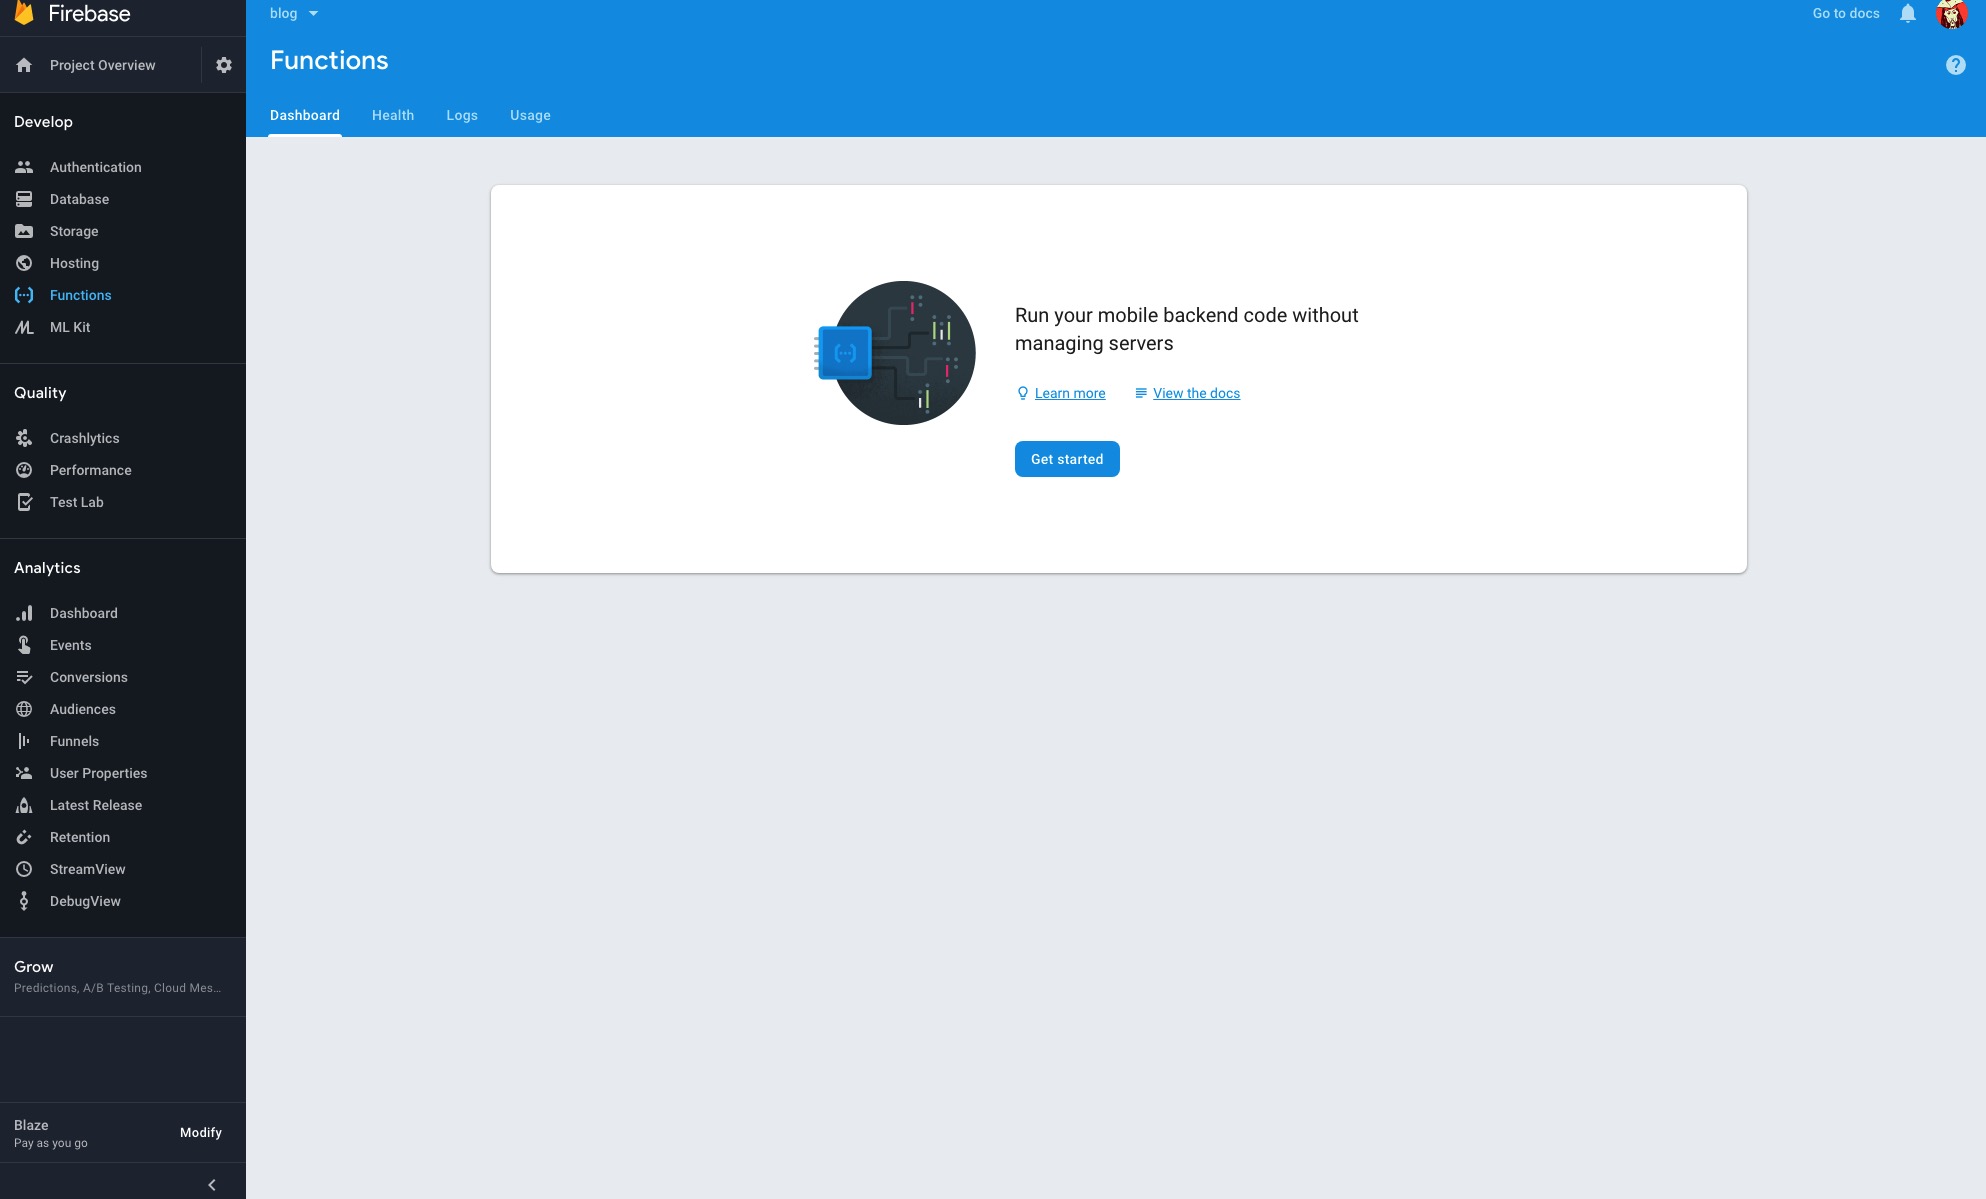 Firebase
Project Overview
Develop
Authentication
Database
Storage
Hosting
Functions
ML Kit
Quality
Crashlytics
Performance
Test Lab
Analytics
Dashboard
Events
Conversions
Audiences
Funnels
User Properties
Latest Release
Retention
StreamView
DebugView
Grow
Predictions, A/B Testing, Cloud Mes...
Blaze
Pay as you go
Modify
blog
Go to docs
Functions
Dashboard Health Logs Usage
Run your mobile backend code without
managing servers
Learn more View the docs
Get started